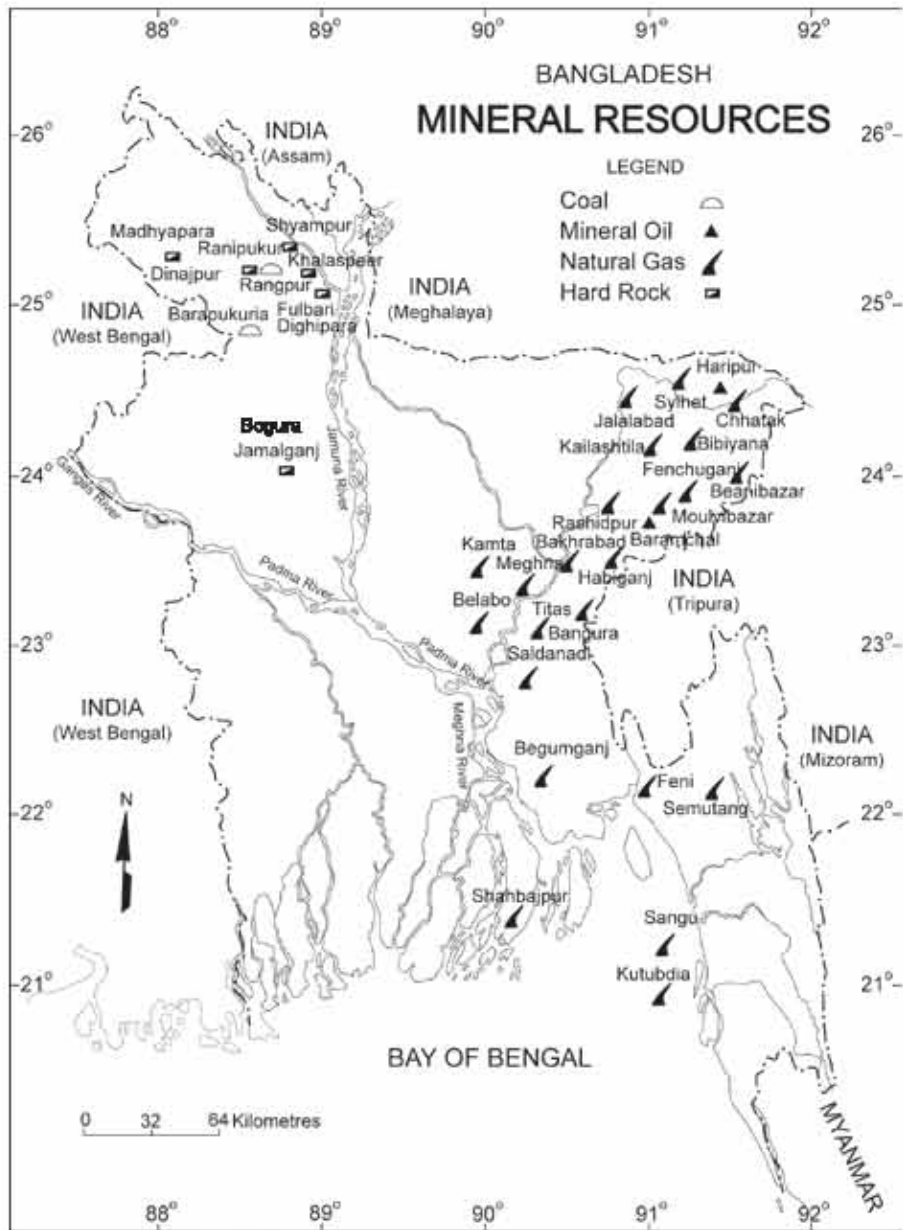 88° 89° 90° 91° 92°
BANGLADESH
MINERAL RESOURCES
LEGEND
Coal
Mineral Oil
Natural Gas
Hard Rock
26° 26°
INDIA
(Assam)
Shyampur
Madhyapara
Ranipukur
Khalaspeer
Dinajpur
Rangpur
25° 25°
INDIA
(West Bengal)
Barapukuria
Fulbari
Dighipara
INDIA
(Meghalaya)
Haripur
Sylhet
Jalalabad
Chhatak
Bogura
Jamalganj
Jamuna River
Kailashtila
Bibiyana
24° 24°
Ganges River
Fenchuganj
Beanibazar
Rashidpur
Moulvibazar
Kamta
Bakhrabad
Baramchal
Meghna
Habiganj
INDIA
(Tripura)
Padma River
Belabo
Titas
Bangura
23° 23°
Padma River
Saldanadi
INDIA
(West Bengal)
Meghna River
INDIA
(Mizoram)
Begumganj
Feni
Semutang
N
22° 22°
Shahbajpur
Sangu
Kutubdia
21° 21°
BAY OF BENGAL
0 32 64 Kilometres
MYANMAR
88° 89° 90° 91° 92°